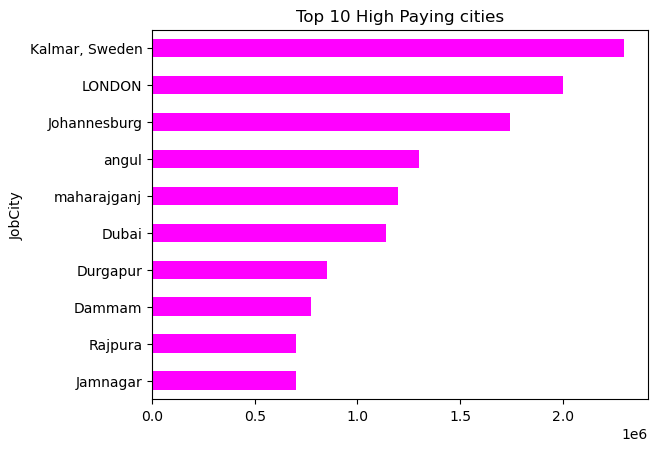 Top 10 High Paying cities
JobCity
Kalmar, Sweden
LONDON
Johannesburg
angul
maharajganj
Dubai
Durgapur
Dammam
Rajpura
Jamnagar
0.0 0.5 1.0 1.5 2.0
1e6